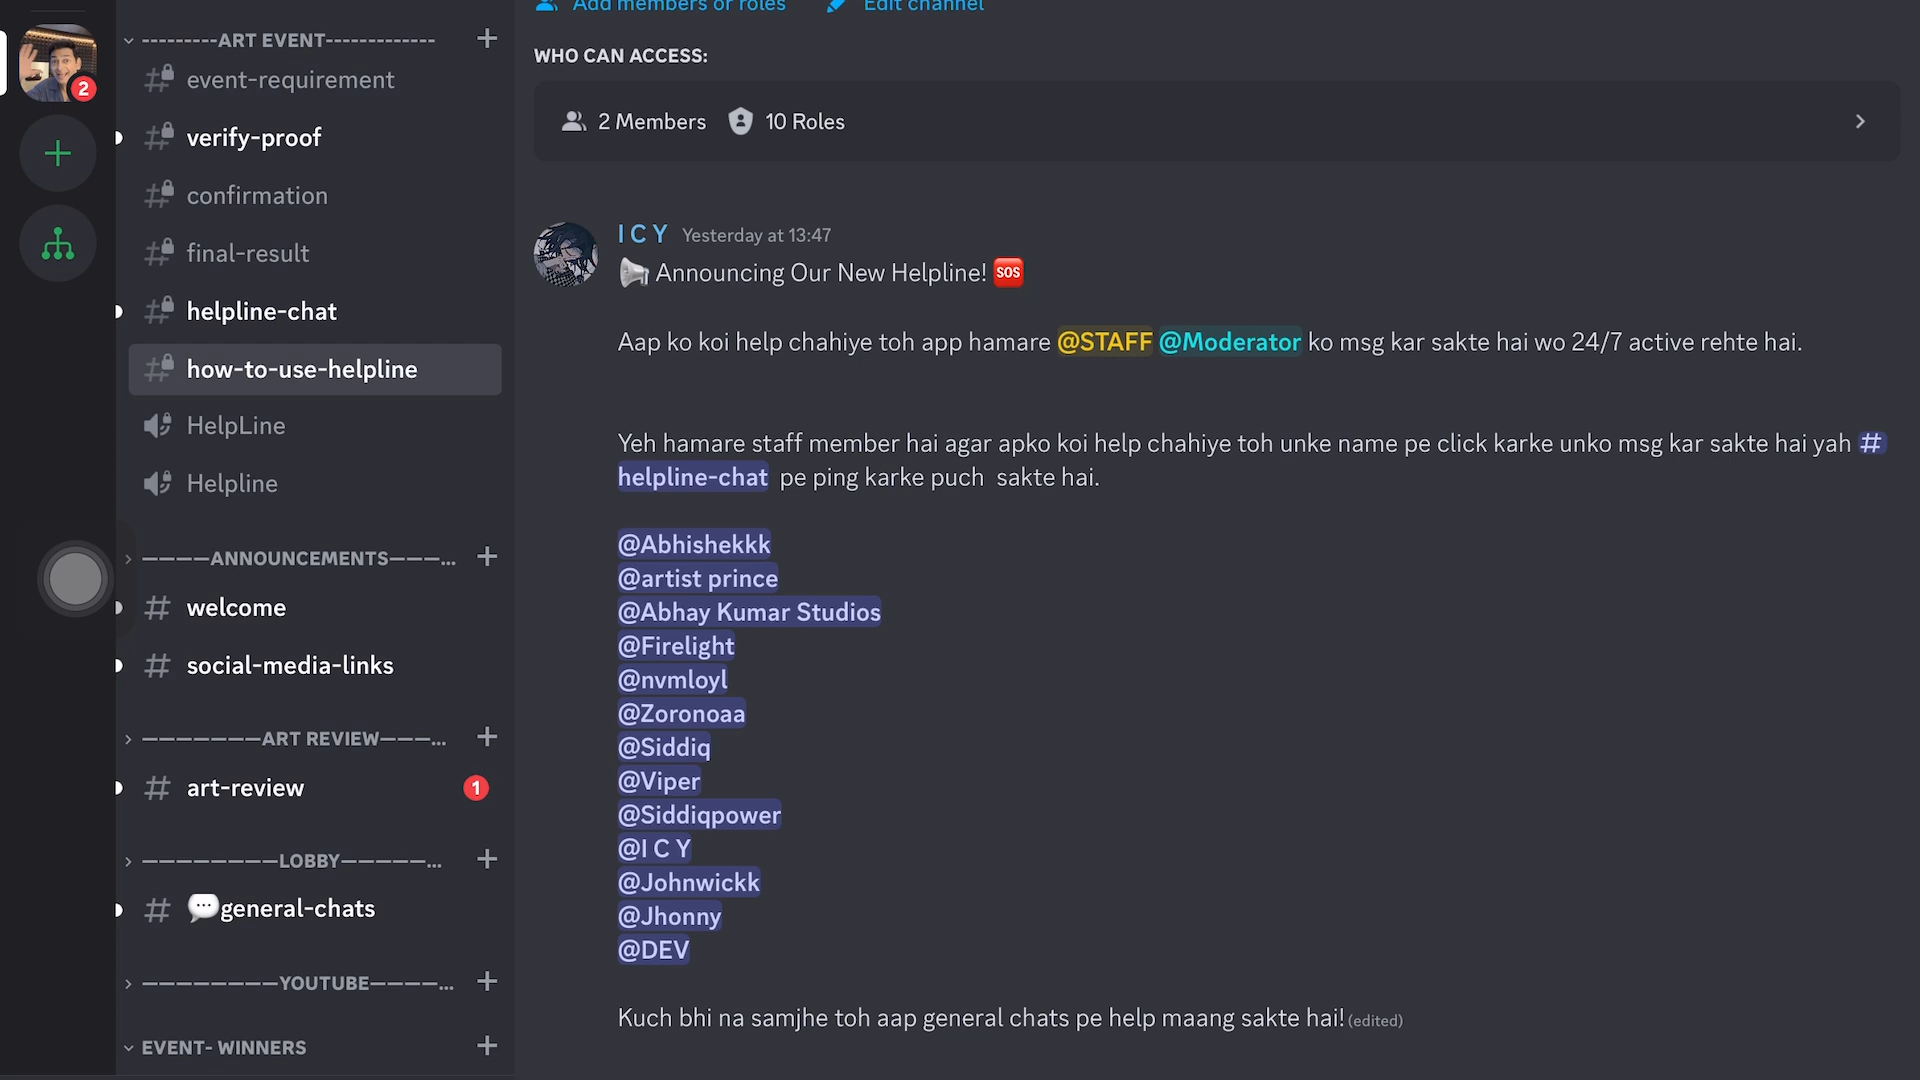 Add members or roles
Edit channel
WHO CAN ACCESS:
2 Members
10 Roles
2
---------ART EVENT-------------
event-requirement
verify-proof
confirmation
final-result
helpline-chat
how-to-use-helpline
HelpLine
Helpline
————ANNOUNCEMENTS———...
welcome
social-media-links
———————ART REVIEW———...
art-review
1
————————LOBBY—————...
💬general-chats
————————YOUTUBE————...
EVENT- WINNERS
I C Y Yesterday at 13:47
📢 Announcing Our New Helpline! 🆘
Aap ko koi help chahiye toh app hamare @STAFF @Moderator ko msg kar sakte hai wo 24/7 active rehte hai.
Yeh hamare staff member hai agar apko koi help chahiye toh unke name pe click karke unko msg kar sakte hai yah #
helpline-chat pe ping karke puch sakte hai.
@Abhishekkk
@artist prince
@Abhay Kumar Studios
@Firelight
@nvmloyl
@Zoronoaa
@Siddiq
@Viper
@Siddiqpower
@I C Y
@Johnwickk
@Jhonny
@DEV
Kuch bhi na samjhe toh aap general chats pe help maang sakte hai! (edited)